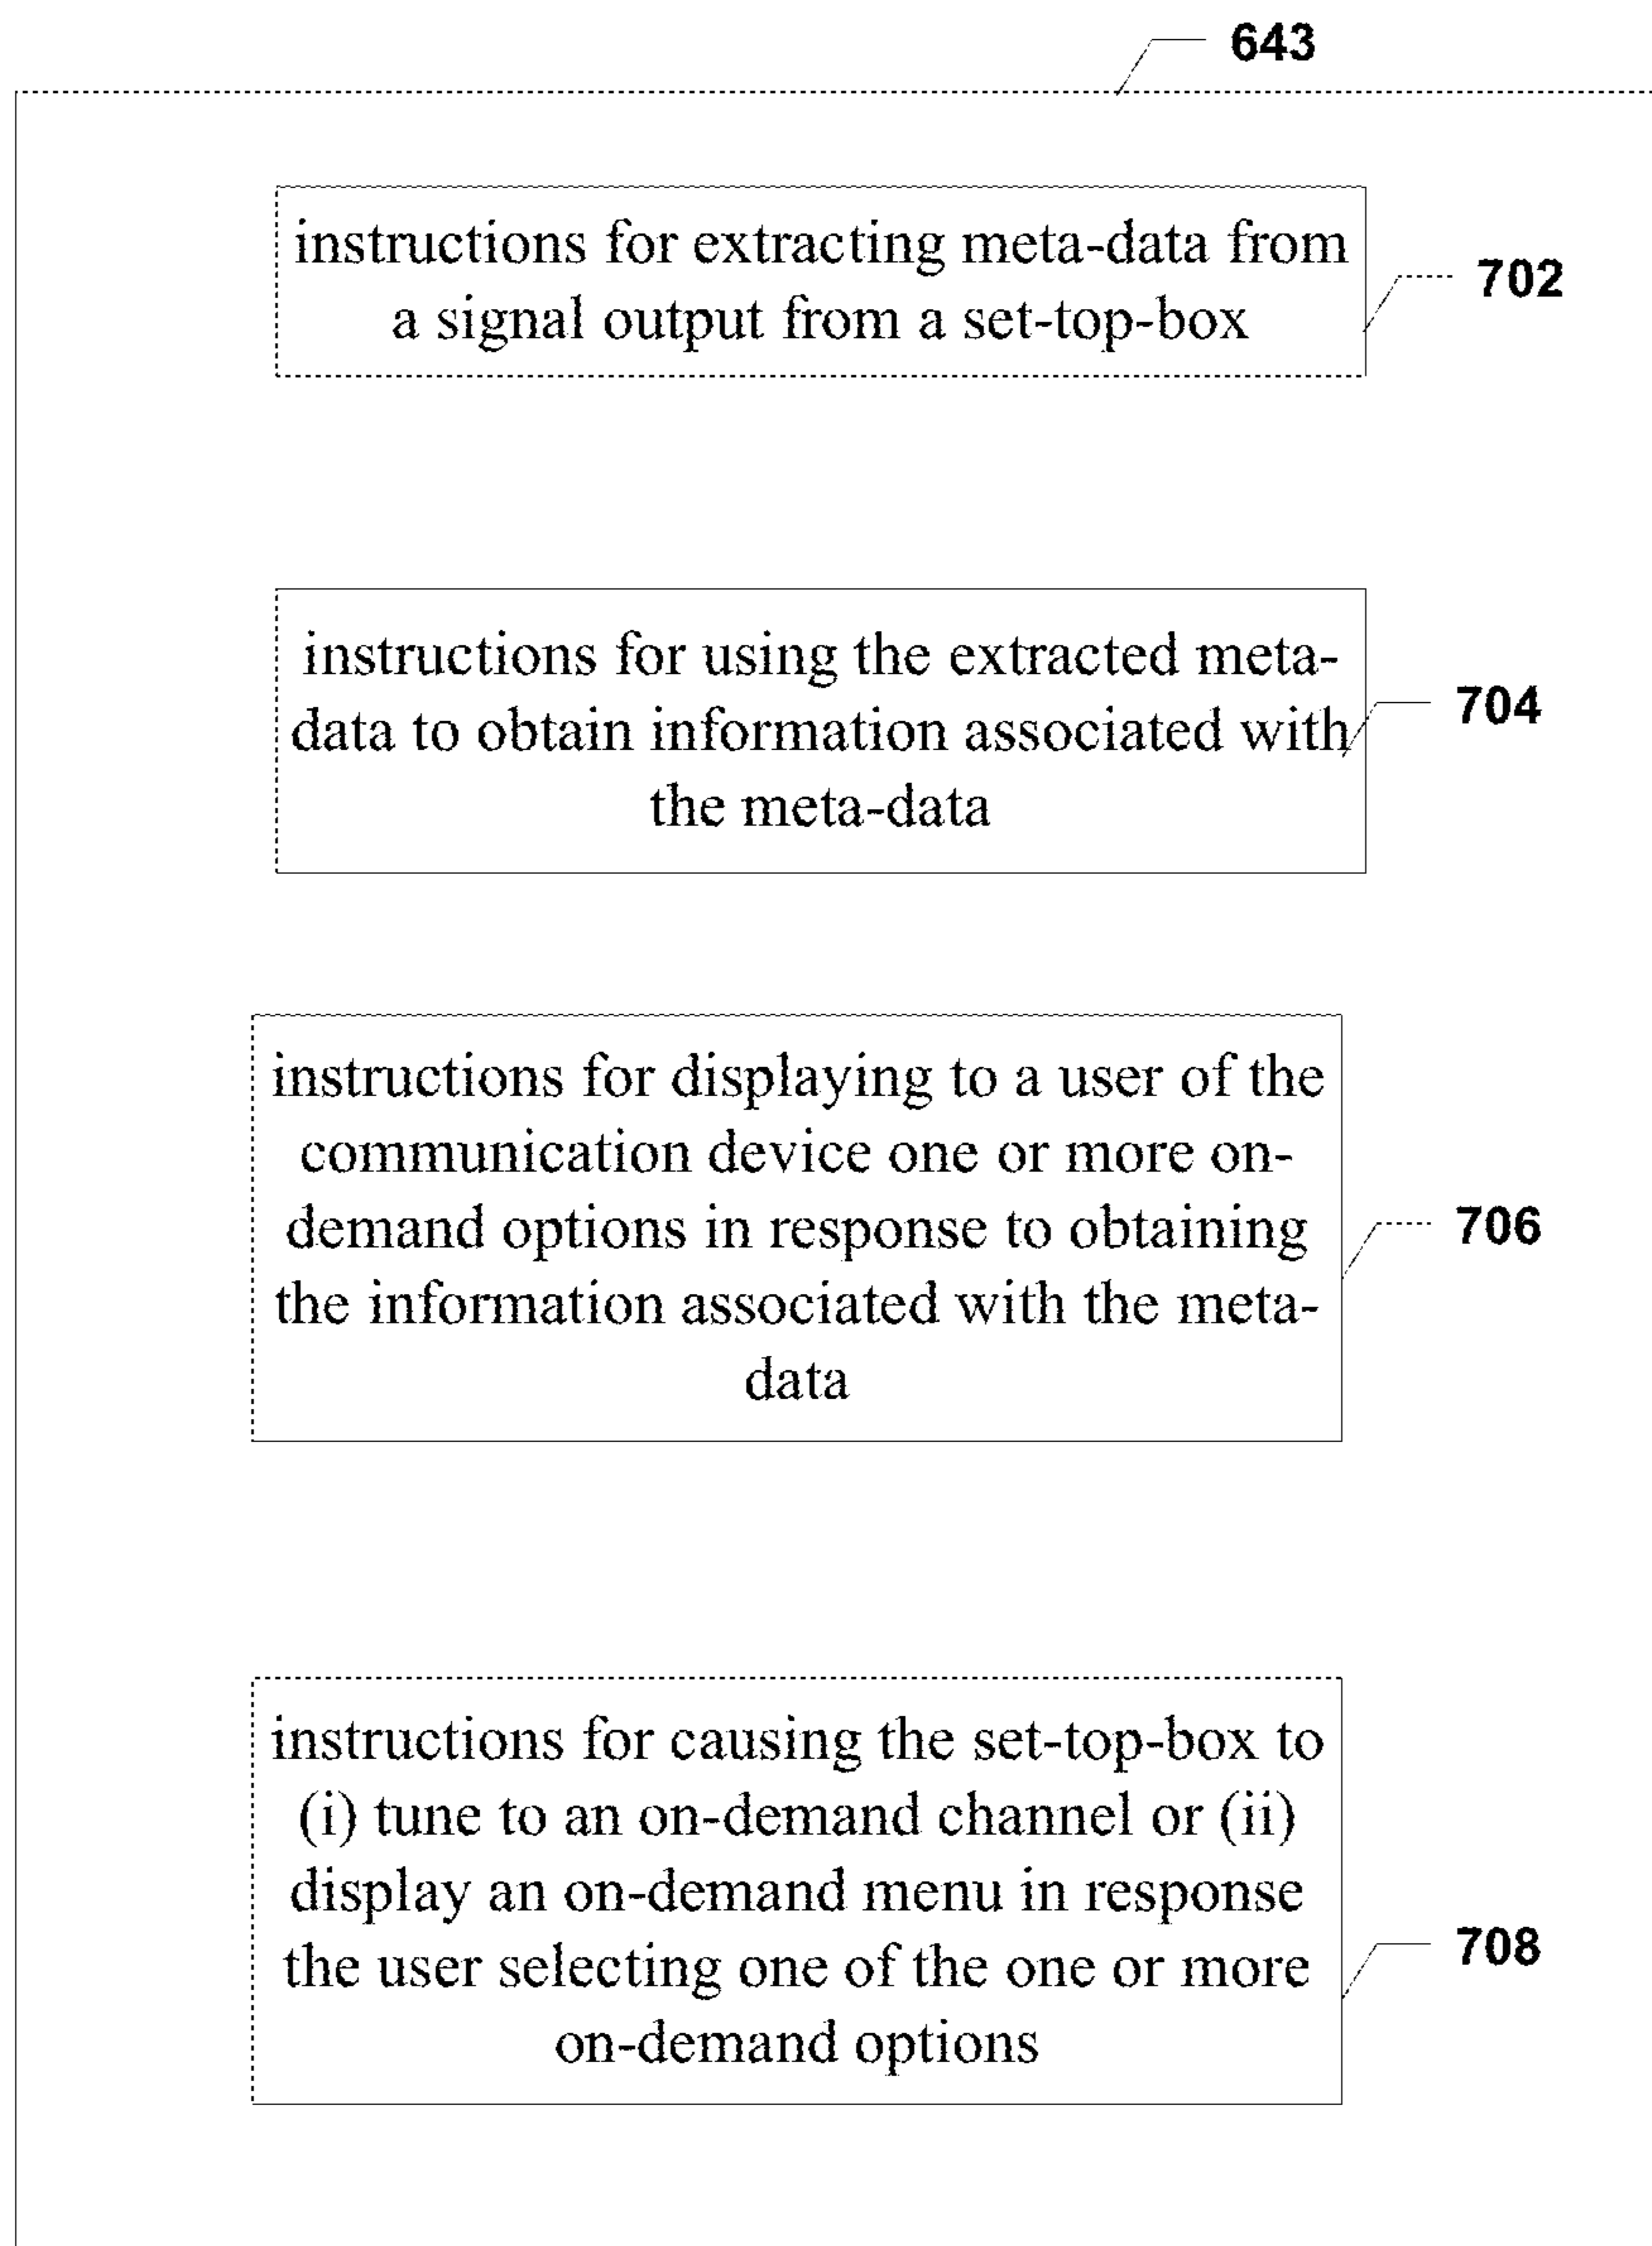 643
instructions for extracting meta-data from
a signal output from a set-top-box
702
instructions for using the extracted meta-
data to obtain information associated with
the meta-data
704
instructions for displaying to a user of the
communication device one or more on-
demand options in response to obtaining
the information associated with the meta-
data
706
instructions for causing the set-top-box to
(i) tune to an on-demand channel or (ii)
display an on-demand menu in response
the user selecting one of the one or more
on-demand options
708